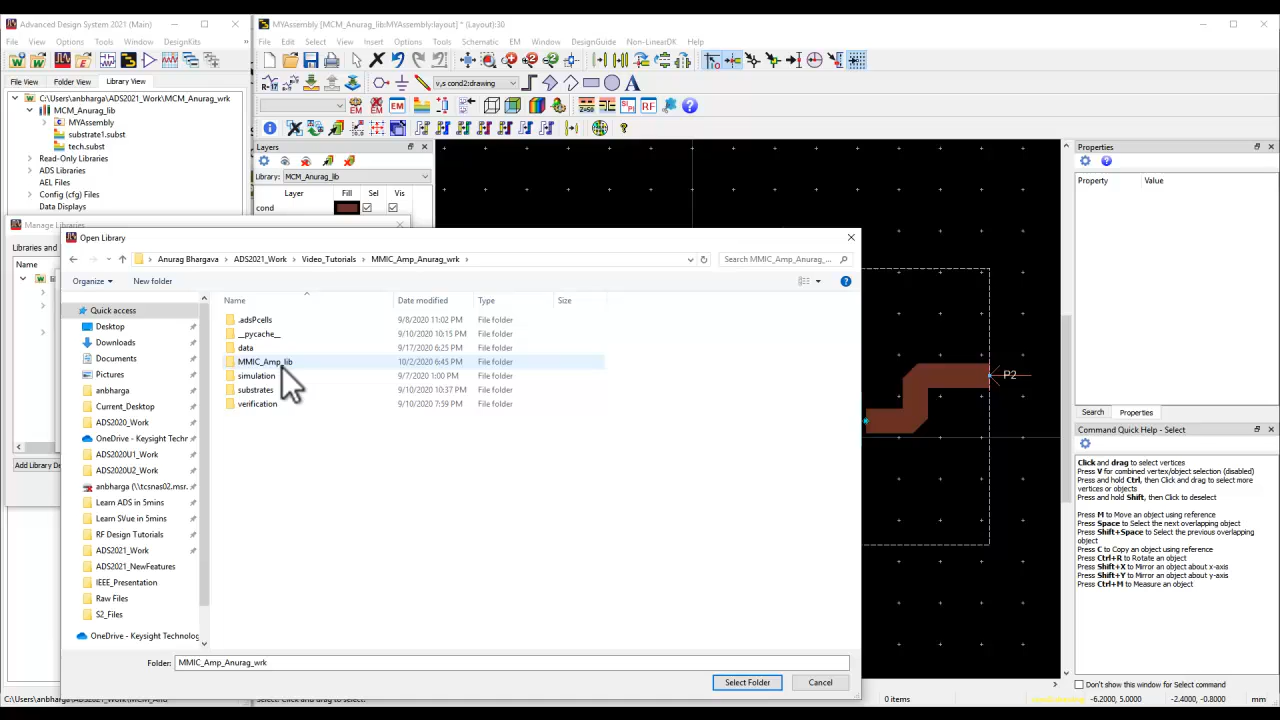 Advanced Design System 2021 (Main)
File View Options Tools Window DesignKits »
File View Folder View Library View
C:\Users\anbharga\ADS2021_Work\MCM_Anurag_wrk
MCM_Anurag_lib
MYAssembly
substrate1.subst
tech.subst
Read-Only Libraries
ADS Libraries
AEL Files
Config (cfg) Files
Data Displays
MYAssembly [MCM_Anurag_lib:MYAssembly:layout] * (Layout):30
File Edit Select View Insert Options Tools Schematic EM Window DesignGuide Non-LinearDK Help
v,s cond2:drawing
EM
RF
Layers
Library: MCM_Anurag_lib
Layer Fill Sel Vis
cond
Manage Libraries
Libraries and
Name
Add Library De
Open Library
Anurag Bhargava › ADS2021_Work › Video_Tutorials › MMIC_Amp_Anurag_wrk ›
Search MMIC_Amp_Anurag_...
Organize New folder
Quick access
Desktop
Downloads
Documents
Pictures
anbharga
Current_Desktop
ADS2020_Work
OneDrive - Keysight Techr
ADS2020U1_Work
ADS2020U2_Work
anbharga (\\tcsnas02.msr.
Learn ADS in 5mins
Learn SVue in 5mins
RF Design Tutorials
ADS2021_Work
ADS2021_NewFeatures
IEEE_Presentation
Raw Files
S2_Files
OneDrive - Keysight Technolog
Name Date modified Type Size
.adsPcells 9/8/2020 11:02 PM File folder
__pycache__ 9/10/2020 10:15 PM File folder
data 9/17/2020 6:25 PM File folder
MMIC_Amp_lib 10/2/2020 6:45 PM File folder
simulation 9/7/2020 1:00 PM File folder
substrates 9/10/2020 10:37 PM File folder
verification 9/10/2020 7:59 PM File folder
Folder: MMIC_Amp_Anurag_wrk
Select Folder Cancel
P2
Properties
Property Value
Search Properties
Command Quick Help - Select
Click and drag to select vertices
Press V for combined vertex/object selection (disabled)
Press and hold Ctrl, then Click and drag to select more
vertices or objects
Press and hold Shift, then Click to deselect
Press M to Move an object using reference
Press Space to Select the next overlapping object
Press Shift+Space to Select the previous overlapping
object
Press C to Copy an object using reference
Press Ctrl+R to Rotate an object
Press Shift+X to Mirror an object about x-axis
Press Shift+Y to Mirror an object about y-axis
Press Ctrl+M to Measure an object
Don't show this window for Select command
C:\Users\anbharga\ADS2021_Work\MCM_A
0 items
-6.2000, 5.0000 -2.4000, -0.8000 mm